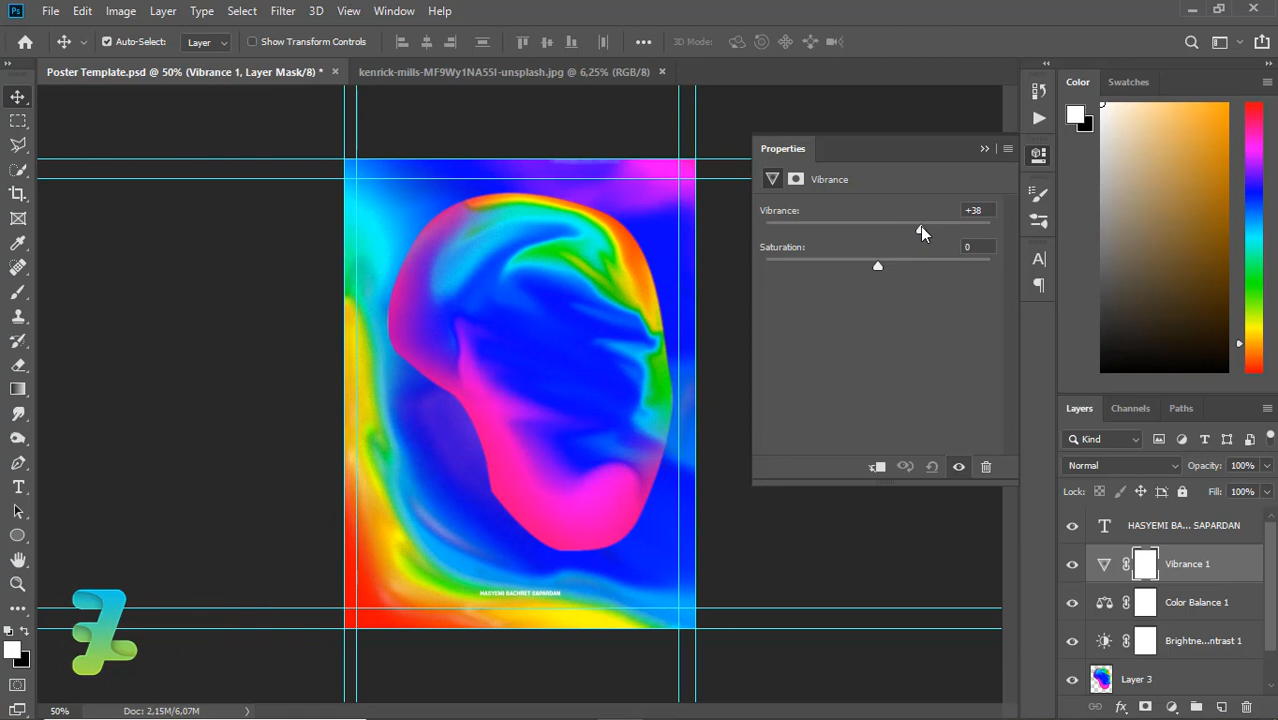 Ps File Edit Image Layer Type Select Filter 3D View Window Help
Auto-Select: Layer Show Transform Controls 3D Mode:
Poster Template.psd @ 50% (Vibrance 1, Layer Mask/8) * kenrick-mills-MF9Wy1NA55I-unsplash.jpg @ 6,25% (RGB/8)
Color Swatches
Properties
Vibrance
Vibrance: +38
Saturation: 0
HASYEMI BACHRET SAPARDAN
Layers Channels Paths
Kind
Normal Opacity: 100%
Lock: Fill: 100%
T HASYEMI BA... SAPARDAN
Vibrance 1
Color Balance 1
Brightne...ntrast 1
Layer 3
50% Doc: 2,15M/6,07M